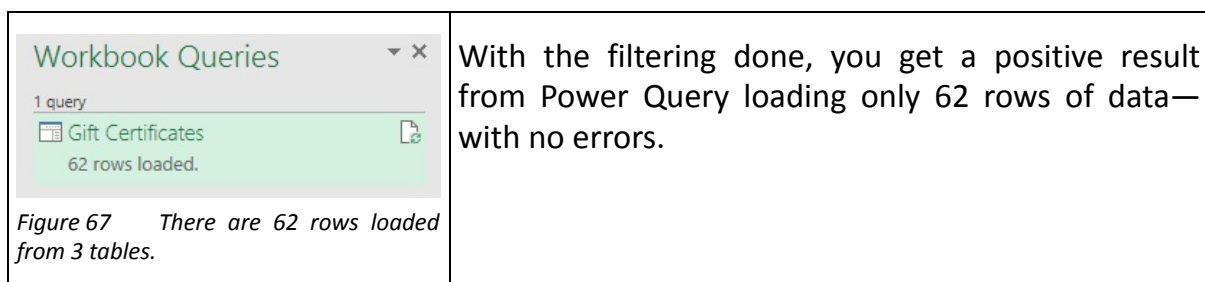 Workbook Queries
1 query
Gift Certificates
62 rows loaded.
Figure 67 There are 62 rows loaded
from 3 tables.
With the filtering done, you get a positive result
from Power Query loading only 62 rows of data—
with no errors.